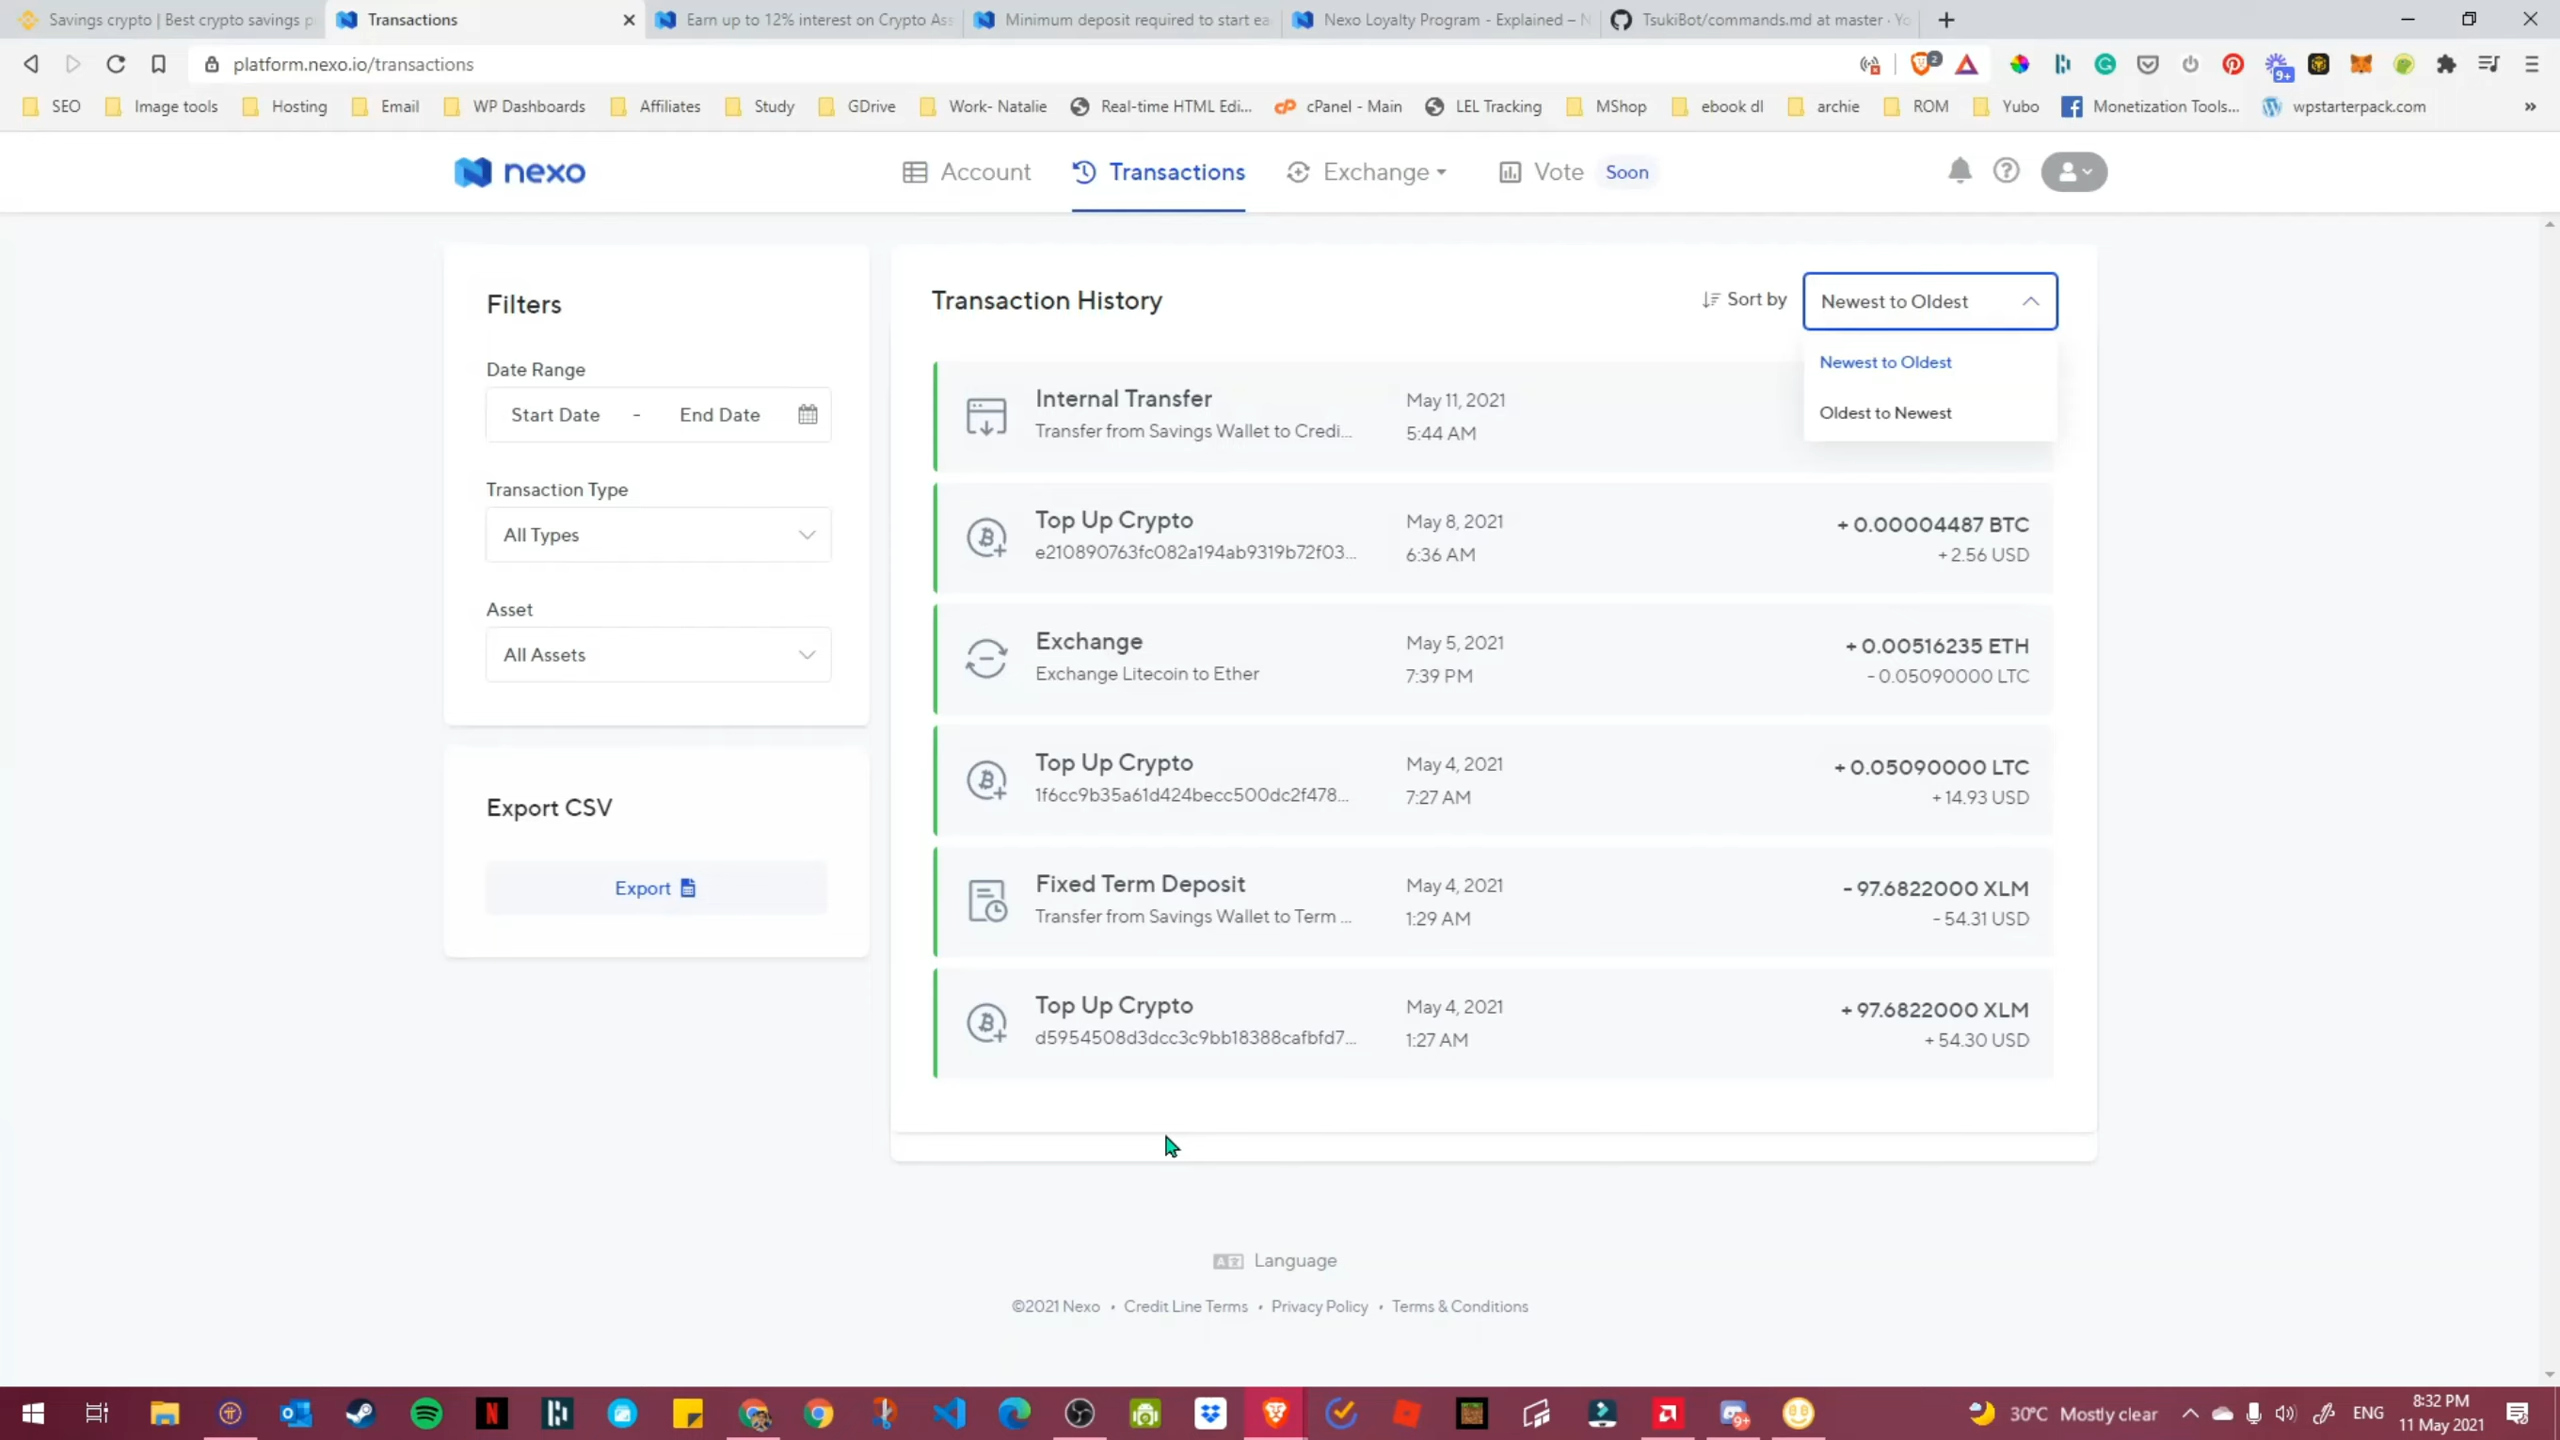 Savings crypto | Best crypto savings p
Transactions
Earn up to 12% interest on Crypto Ass
Minimum deposit required to start ea
Nexo Loyalty Program - Explained – N
TsukiBot/commands.md at master · Yo
platform.nexo.io/transactions
2
9+
SEO
Image tools
Hosting
Email
WP Dashboards
Affiliates
Study
GDrive
Work- Natalie
Real-time HTML Edi...
cPanel - Main
LEL Tracking
MShop
ebook dl
archie
ROM
Yubo
Monetization Tools...
wpstarterpack.com
»
nexo
Account
Transactions
Exchange
Vote
Soon
Filters
Date Range
Start Date - End Date
Transaction Type
All Types
Asset
All Assets
Export CSV
Export
Transaction History
Sort by
Newest to Oldest
Newest to Oldest
Oldest to Newest
Internal Transfer
Transfer from Savings Wallet to Credi...
May 11, 2021
5:44 AM
Top Up Crypto
e210890763fc082a194ab9319b72f03...
May 8, 2021
6:36 AM
+ 0.00004487 BTC
+ 2.56 USD
Exchange
Exchange Litecoin to Ether
May 5, 2021
7:39 PM
+ 0.00516235 ETH
- 0.05090000 LTC
Top Up Crypto
1f6cc9b35a61d424becc500dc2f478...
May 4, 2021
7:27 AM
+ 0.05090000 LTC
+ 14.93 USD
Fixed Term Deposit
Transfer from Savings Wallet to Term ...
May 4, 2021
1:29 AM
- 97.6822000 XLM
- 54.31 USD
Top Up Crypto
d5954508d3dcc3c9bb18388cafbfd7...
May 4, 2021
1:27 AM
+ 97.6822000 XLM
+ 54.30 USD
Language
©2021 Nexo • Credit Line Terms • Privacy Policy • Terms & Conditions
9+
30°C Mostly clear
ENG
8:32 PM
11 May 2021